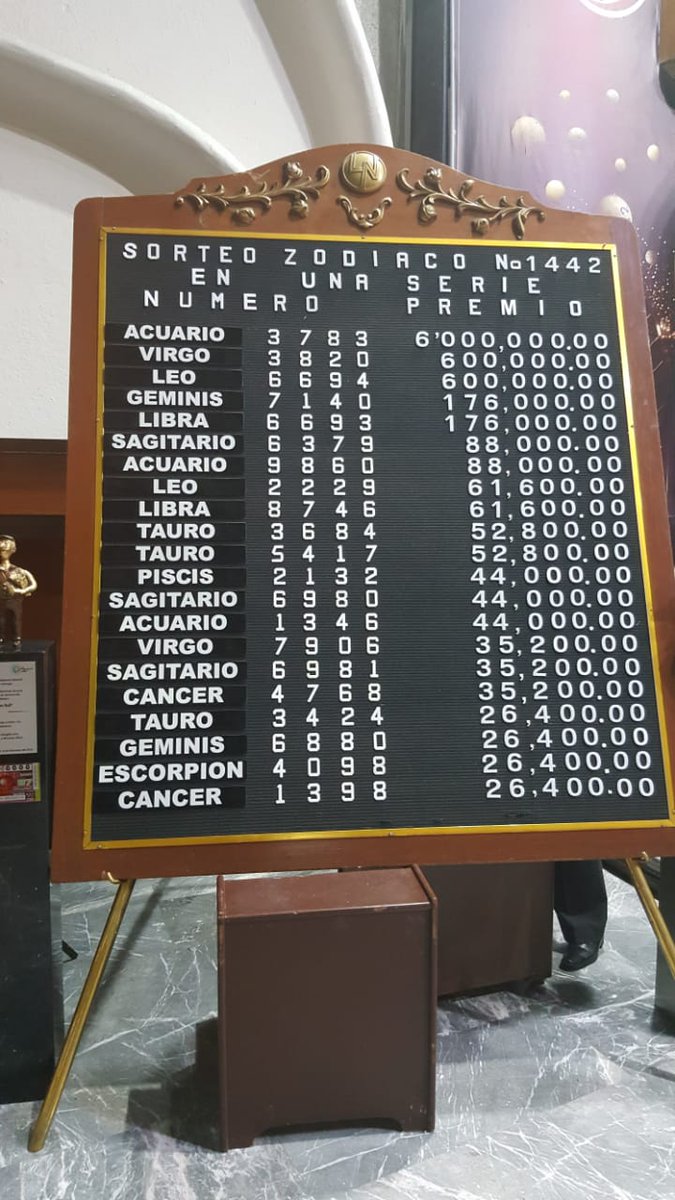 SORTEO ZODIACO No1442
EN UNA SERIE
NUMERO PREMIO
ACUARIO 3783 6'000,000.00
VIRGO 3820 600,000.00
LEO 6694 600,000.00
GEMINIS 7140 176,000.00
LIBRA 6693 176,000.00
SAGITARIO 6379 88,000.00
ACUARIO 9860 88,000.00
LEO 2229 61,600.00
LIBRA 8746 61,600.00
TAURO 3684 52,800.00
TAURO 5417 52,800.00
PISCIS 2132 44,000.00
SAGITARIO 6980 44,000.00
ACUARIO 1346 44,000.00
VIRGO 7906 35,200.00
SAGITARIO 6981 35,200.00
CANCER 4768 35,200.00
TAURO 3424 26,400.00
GEMINIS 6880 26,400.00
ESCORPION 4098 26,400.00
CANCER 1398 26,400.00